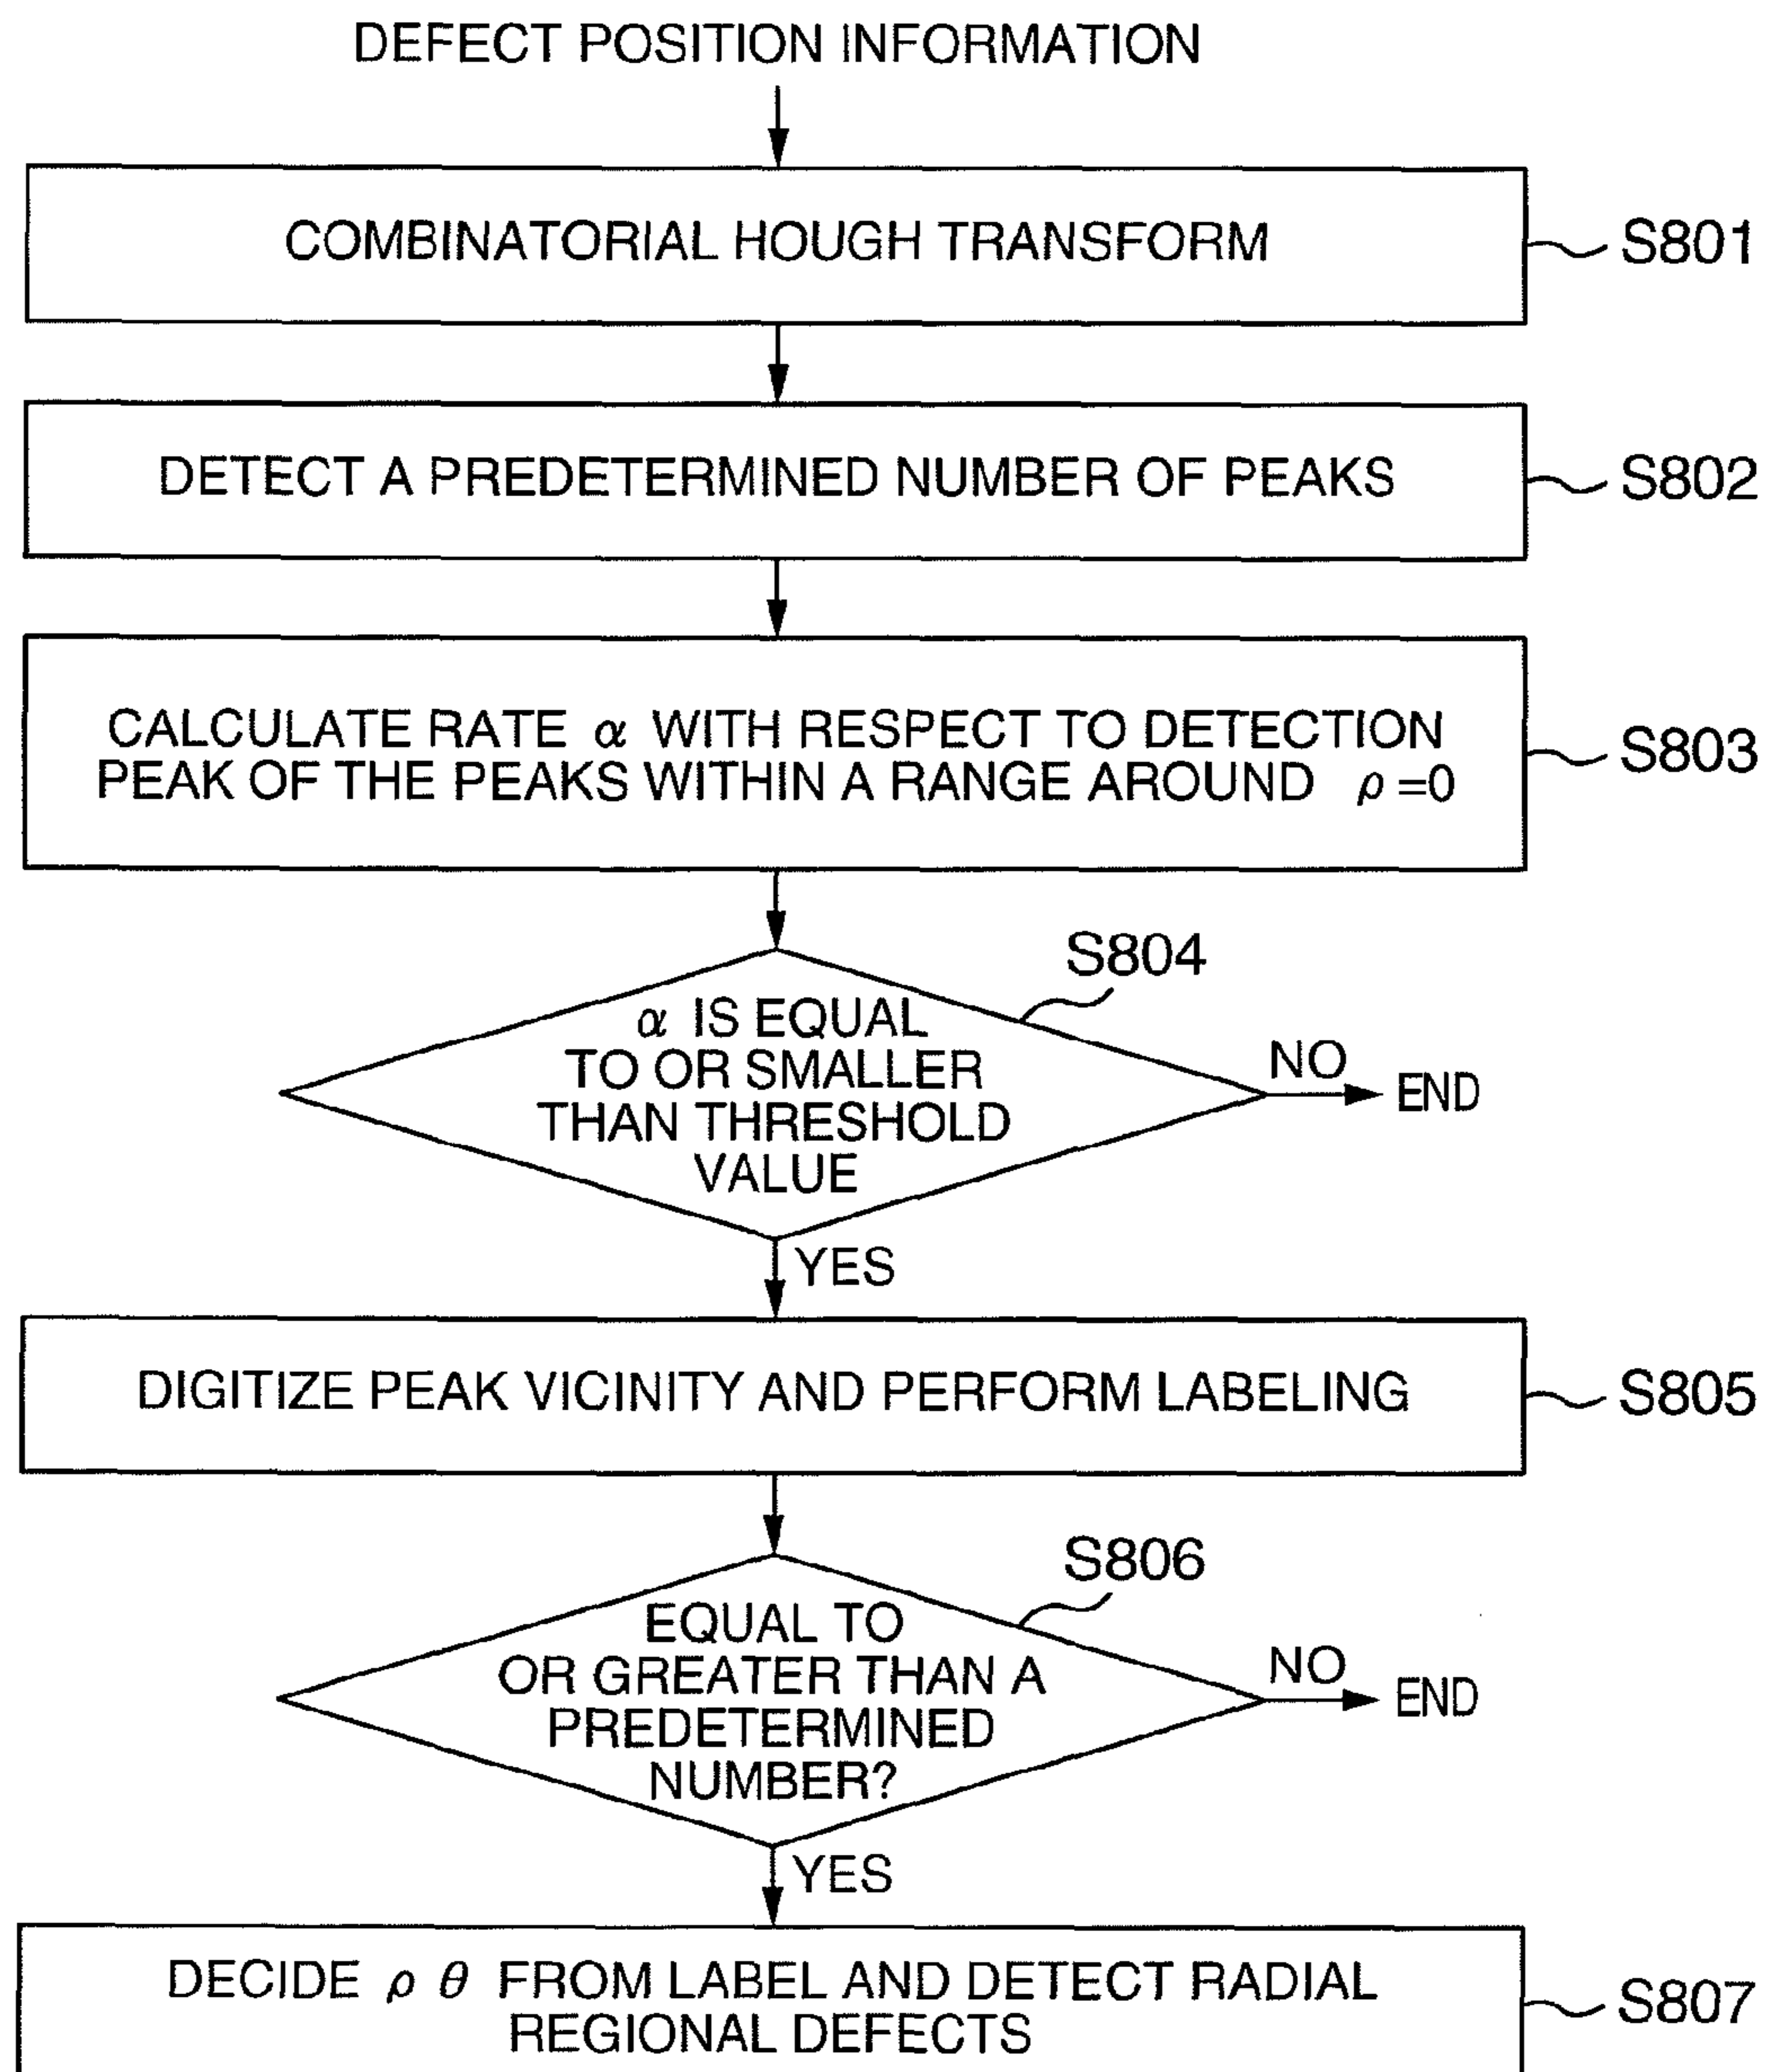 DEFECT POSITION INFORMATION
COMBINATORIAL HOUGH TRANSFORM
S801
DETECT A PREDETERMINED NUMBER OF PEAKS
S802
CALCULATE RATE α WITH RESPECT TO DETECTION
PEAK OF THE PEAKS WITHIN A RANGE AROUND ρ =0
S803
S804
α IS EQUAL
TO OR SMALLER
THAN THRESHOLD
VALUE
NO
END
YES
DIGITIZE PEAK VICINITY AND PERFORM LABELING
S805
S806
EQUAL TO
OR GREATER THAN A
PREDETERMINED
NUMBER?
NO
END
YES
DECIDE ρ θ FROM LABEL AND DETECT RADIAL
REGIONAL DEFECTS
S807